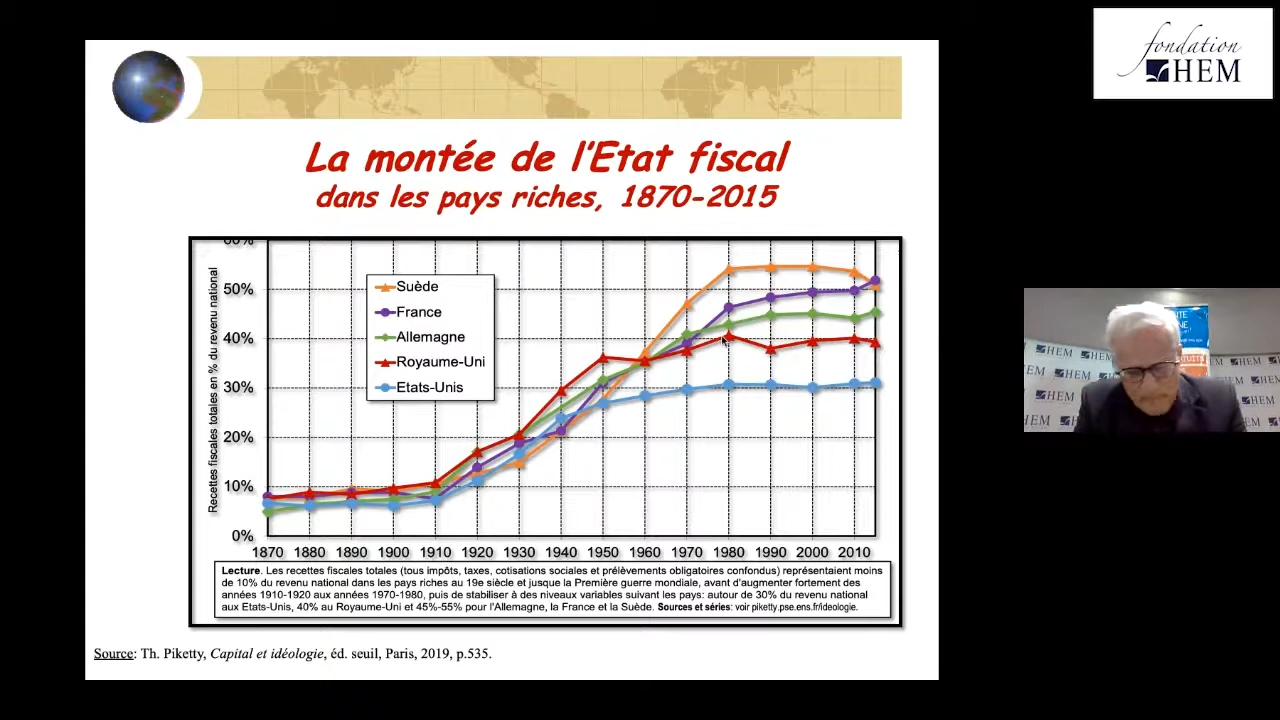 fondation
HEM
La montée de l'Etat fiscal
dans les pays riches, 1870-2015
60%
50%
40%
30%
20%
10%
0%
Recettes fiscales totales en % du revenu national
Suède
France
Allemagne
Royaume-Uni
Etats-Unis
1870 1880 1890 1900 1910 1920 1930 1940 1950 1960 1970 1980 1990 2000 2010
Lecture. Les recettes fiscales totales (tous impôts, taxes, cotisations sociales et prélèvements obligatoires confondus) représentaient moins
de 10% du revenu national dans les pays riches au 19e siècle et jusque la Première guerre mondiale, avant d'augmenter fortement des
années 1910-1920 aux années 1970-1980, puis de stabiliser à des niveaux variables suivant les pays: autour de 30% du revenu national
aux Etats-Unis, 40% au Royaume-Uni et 45%-55% pour l'Allemagne, la France et la Suède. Sources et séries: voir piketty.pse.ens.fr/ideologie.
Source: Th. Piketty, Capital et idéologie, éd. seuil, Paris, 2019, p.535.
HEM
HEM
HEM
HEM
HEM
HEM
HEM